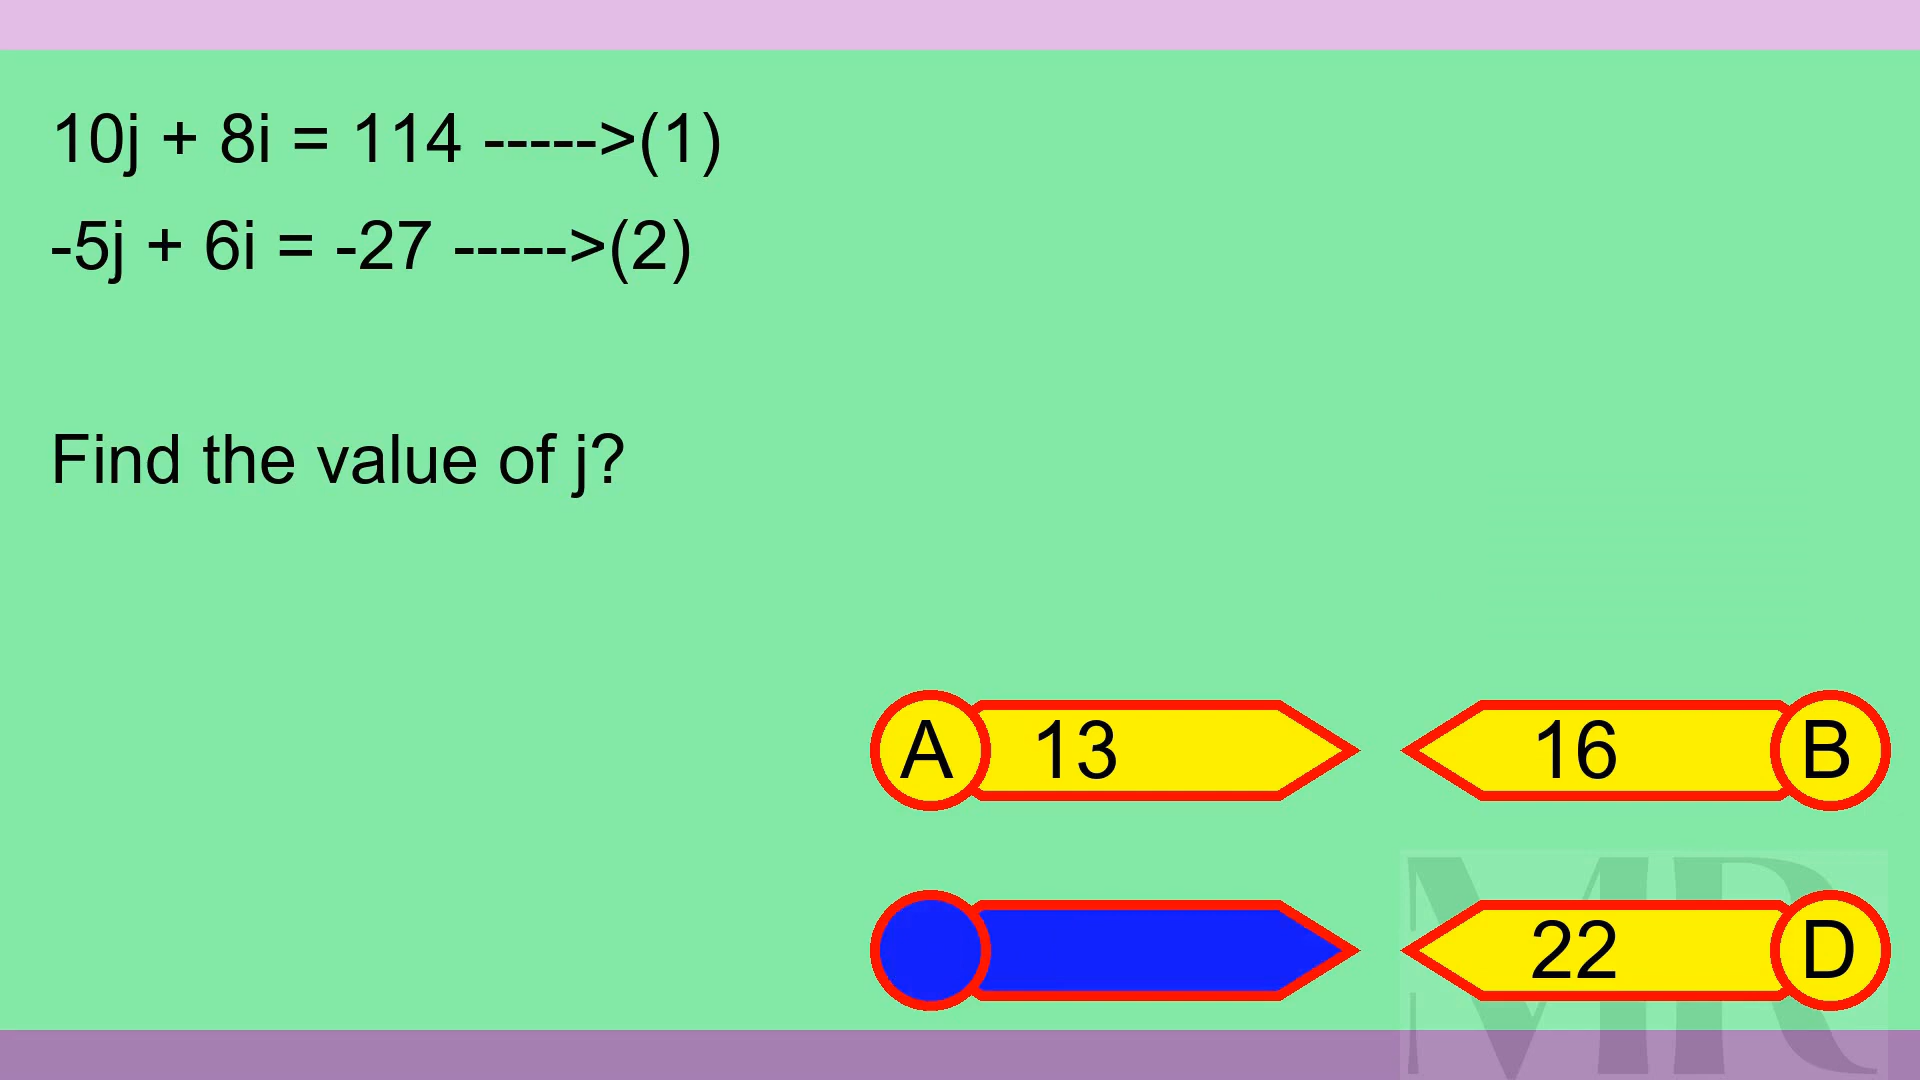 10j + 8i = 114 ----->(1)
-5j + 6i = -27 ----->(2)
Find the value of j?
A 13
16 B
22 D
MR